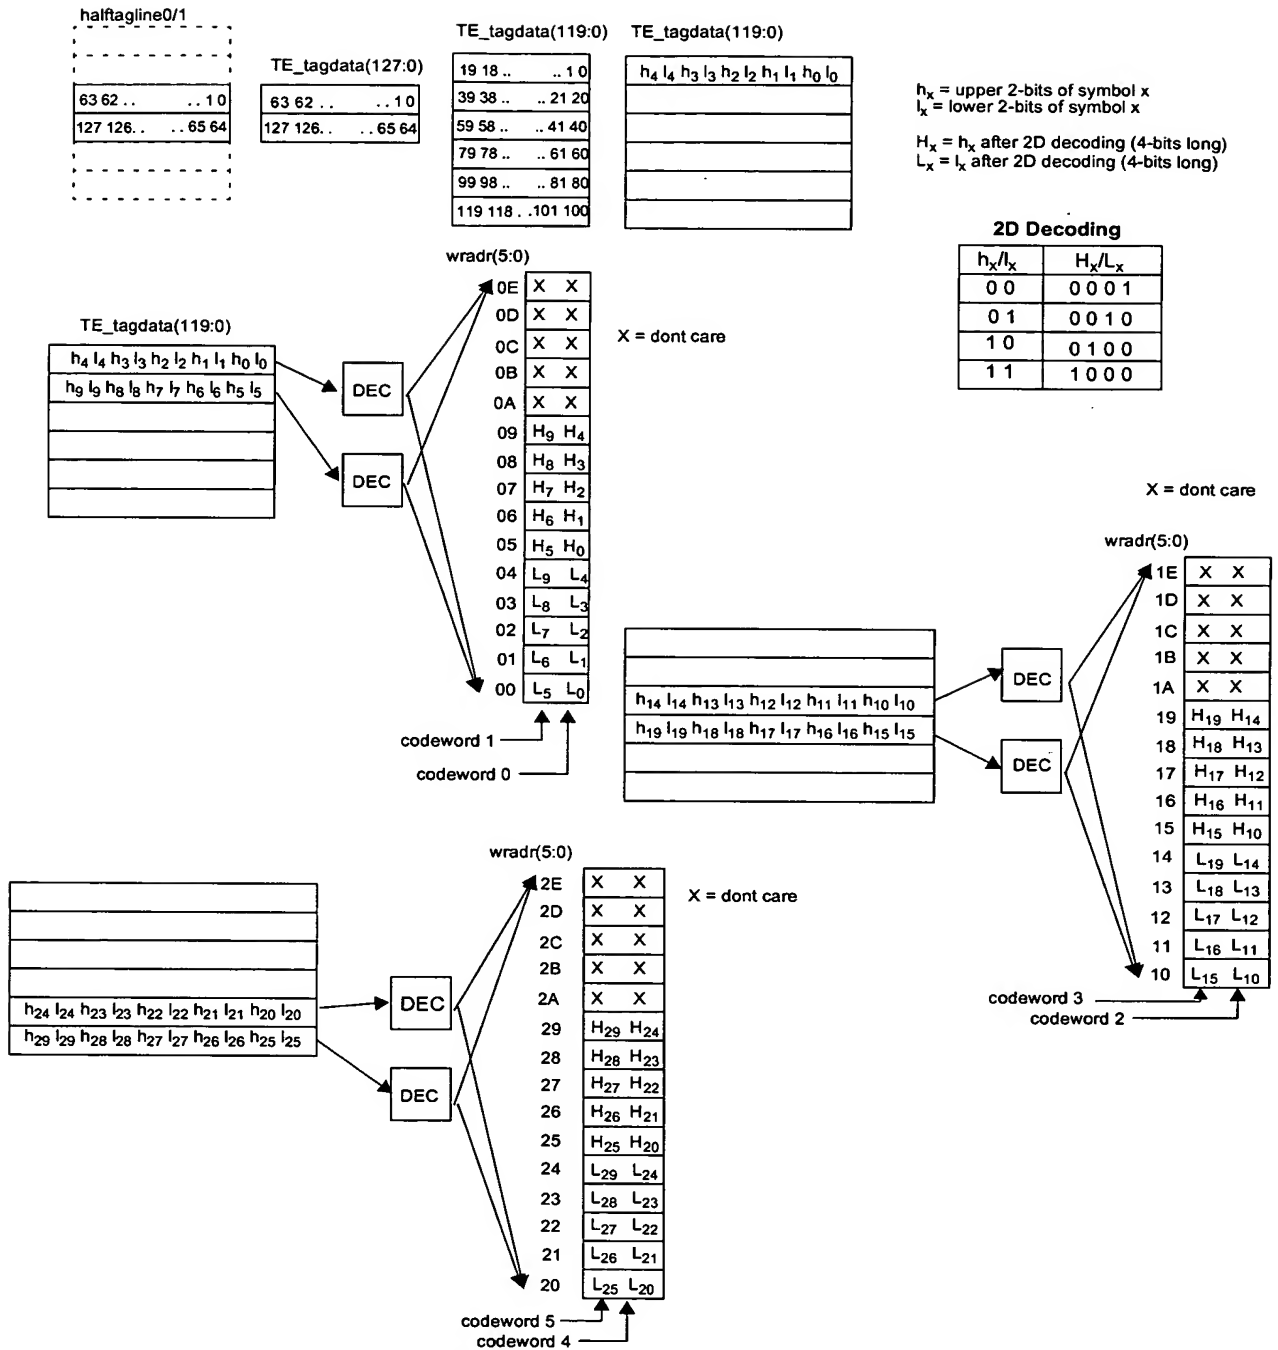 halftagline0/1
63 62 . . . . 1 0
127 126. . . . 65 64
TE_tagdata(127:0)
63 62 . . . . 1 0
127 126. . . . 65 64
TE_tagdata(119:0)
19 18 .. .. 1 0
39 38 .. .. 21 20
59 58 .. .. 41 40
79 78 .. .. 61 60
99 98 .. .. 81 80
119 118 . .101 100
TE_tagdata(119:0)
h4 l4 h3 l3 h2 l2 h1 l1 h0 l0
hx = upper 2-bits of symbol x
lx = lower 2-bits of symbol x
Hx = hx after 2D decoding (4-bits long)
Lx = lx after 2D decoding (4-bits long)
2D Decoding
hx/lx Hx/Lx
0 0 0 0 0 1
0 1 0 0 1 0
1 0 0 1 0 0
1 1 1 0 0 0
TE_tagdata(119:0)
h4 l4 h3 l3 h2 l2 h1 l1 h0 l0
h9 l9 h8 l8 h7 l7 h6 l6 h5 l5
DEC
DEC
wradr(5:0)
0E X X
0D X X
0C X X
0B X X
0A X X
09 H9 H4
08 H8 H3
07 H7 H2
06 H6 H1
05 H5 H0
04 L9 L4
03 L8 L3
02 L7 L2
01 L6 L1
00 L5 L0
codeword 1
codeword 0
X = dont care
h14 l14 h13 l13 h12 l12 h11 l11 h10 l10
h19 l19 h18 l18 h17 l17 h16 l16 h15 l15
DEC
DEC
X = dont care
wradr(5:0)
1E X X
1D X X
1C X X
1B X X
1A X X
19 H19 H14
18 H18 H13
17 H17 H12
16 H16 H11
15 H15 H10
14 L19 L14
13 L18 L13
12 L17 L12
11 L16 L11
10 L15 L10
codeword 3
codeword 2
h24 l24 h23 l23 h22 l22 h21 l21 h20 l20
h29 l29 h28 l28 h27 l27 h26 l26 h25 l25
DEC
DEC
wradr(5:0)
2E X X
2D X X
2C X X
2B X X
2A X X
29 H29 H24
28 H28 H23
27 H27 H22
26 H26 H21
25 H25 H20
24 L29 L24
23 L28 L23
22 L27 L22
21 L26 L21
20 L25 L20
codeword 5
codeword 4
X = dont care